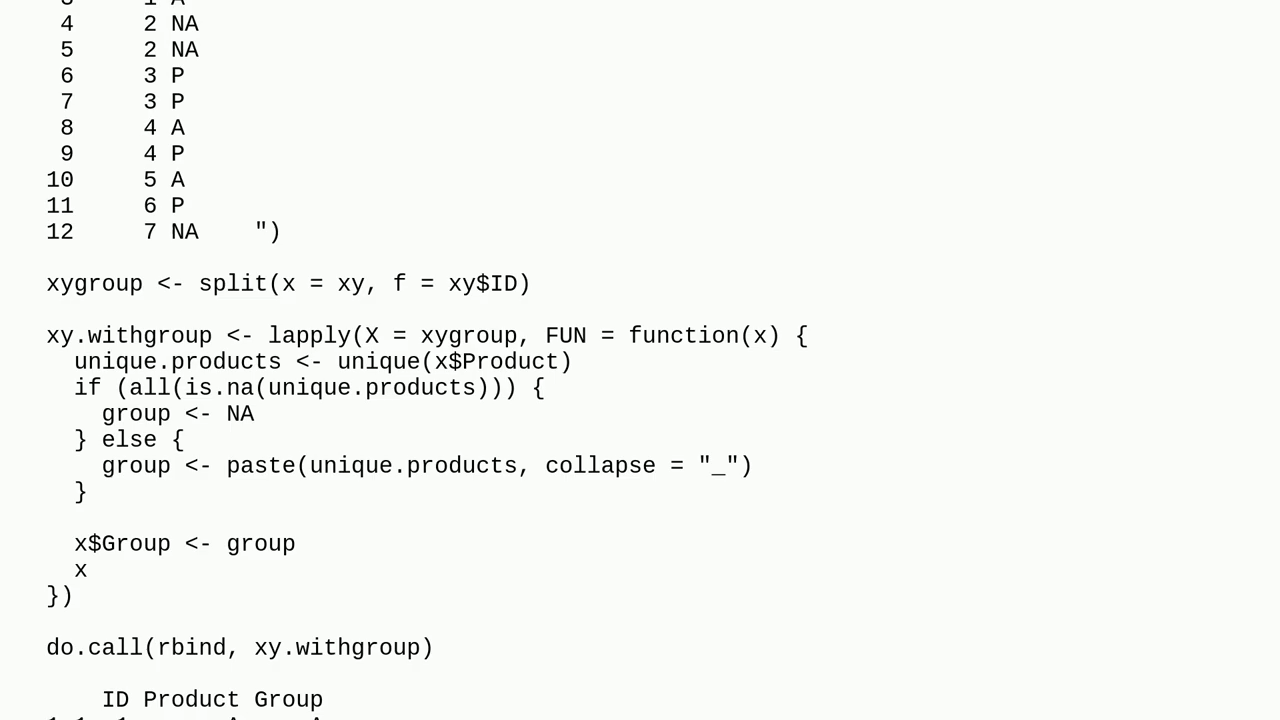 3     1 A
 4     2 NA
 5     2 NA
 6     3 P
 7     3 P
 8     4 A
 9     4 P
10     5 A
11     6 P
12     7 NA    ")

xygroup <- split(x = xy, f = xy$ID)

xy.withgroup <- lapply(X = xygroup, FUN = function(x) {
  unique.products <- unique(x$Product)
  if (all(is.na(unique.products))) {
    group <- NA
  } else {
    group <- paste(unique.products, collapse = "_")
  }

  x$Group <- group
  x
})

do.call(rbind, xy.withgroup)

    ID Product Group